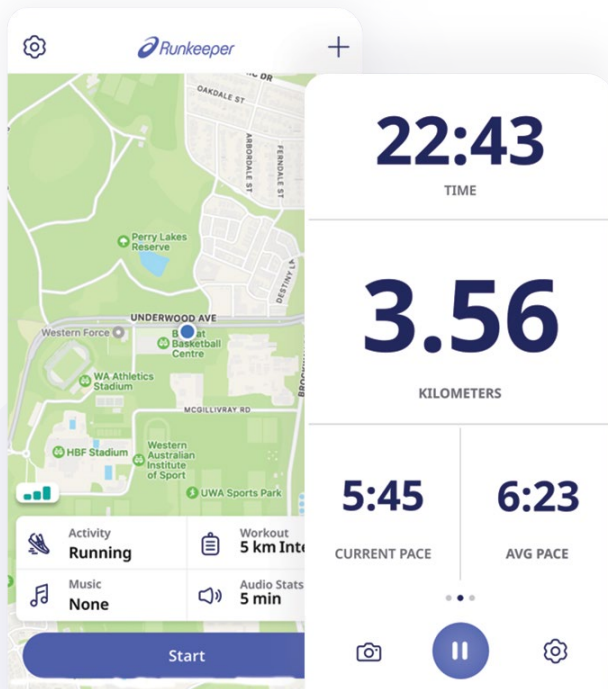 Runkeeper
OAKDALE ST
ARBORDALE ST
FERNDALE ST
Perry Lakes
Reserve
DESTINY
UNDERWOOD AVE
Western Force
Basketball
Centre
WA Athletics
Stadium
MCGILLIVRAY RD
HBF Stadium
Western
Australian
Institute
of Sport
UWA Sports Park
Activity
Running
Workout
5 km Inte
Music
None
Audio Stats
5 min
Start
22:43
TIME
3.56
KILOMETERS
5:45
CURRENT PACE
6:23
AVG PACE